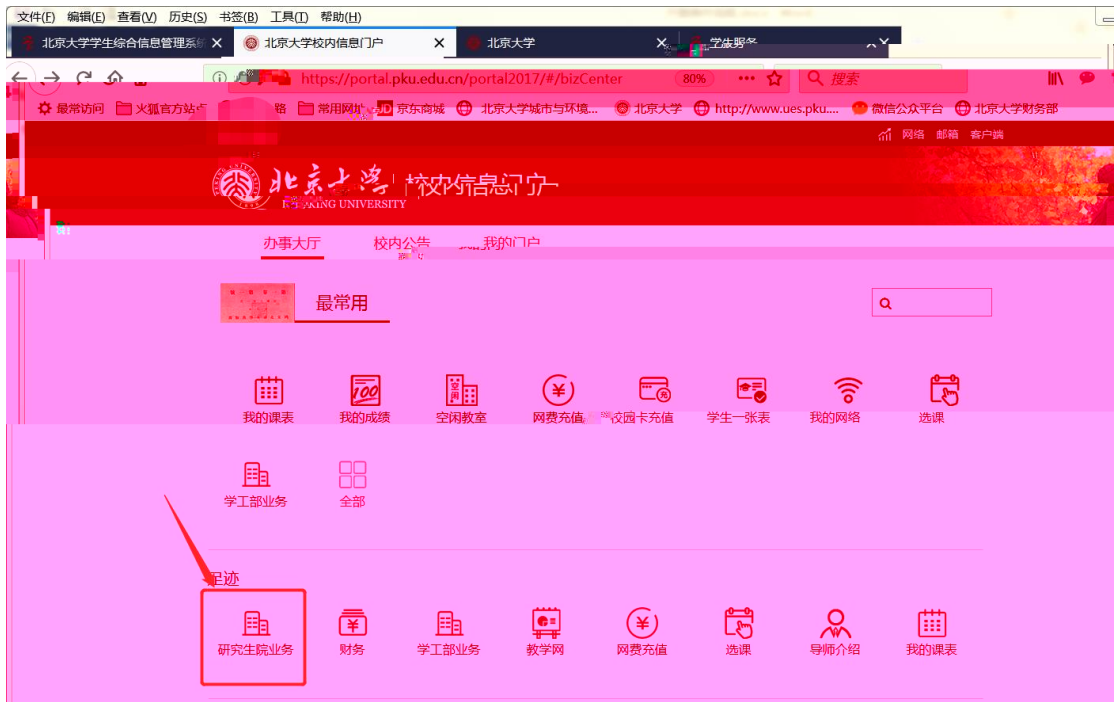 文件(F) 编辑(E) 查看(V) 历史(S) 书签(B) 工具(T) 帮助(H)
北京大学学生综合信息管理系统 × 北京大学校内信息门户 × 北京大学 ×
https://portal.pku.edu.cn/portal2017/#/bizCenter 80% 搜索
最常访问 火狐官方站点 常用网址 JD 京东商城 北京大学城市与环境... 北京大学 http://www.ues.pku.... 微信公众平台 北京大学财务部
网络 邮箱 客户端
北京大学 校内信息门户
PEKING UNIVERSITY
办事大厅 校内公告 我的门户
最常用
我的课表 我的成绩 空闲教室 网费充值 校园卡充值 学生一张表 我的网络 选课
学工部业务 全部
足迹
研究生院业务 财务 学工部业务 教学网 网费充值 选课 导师介绍 我的课表